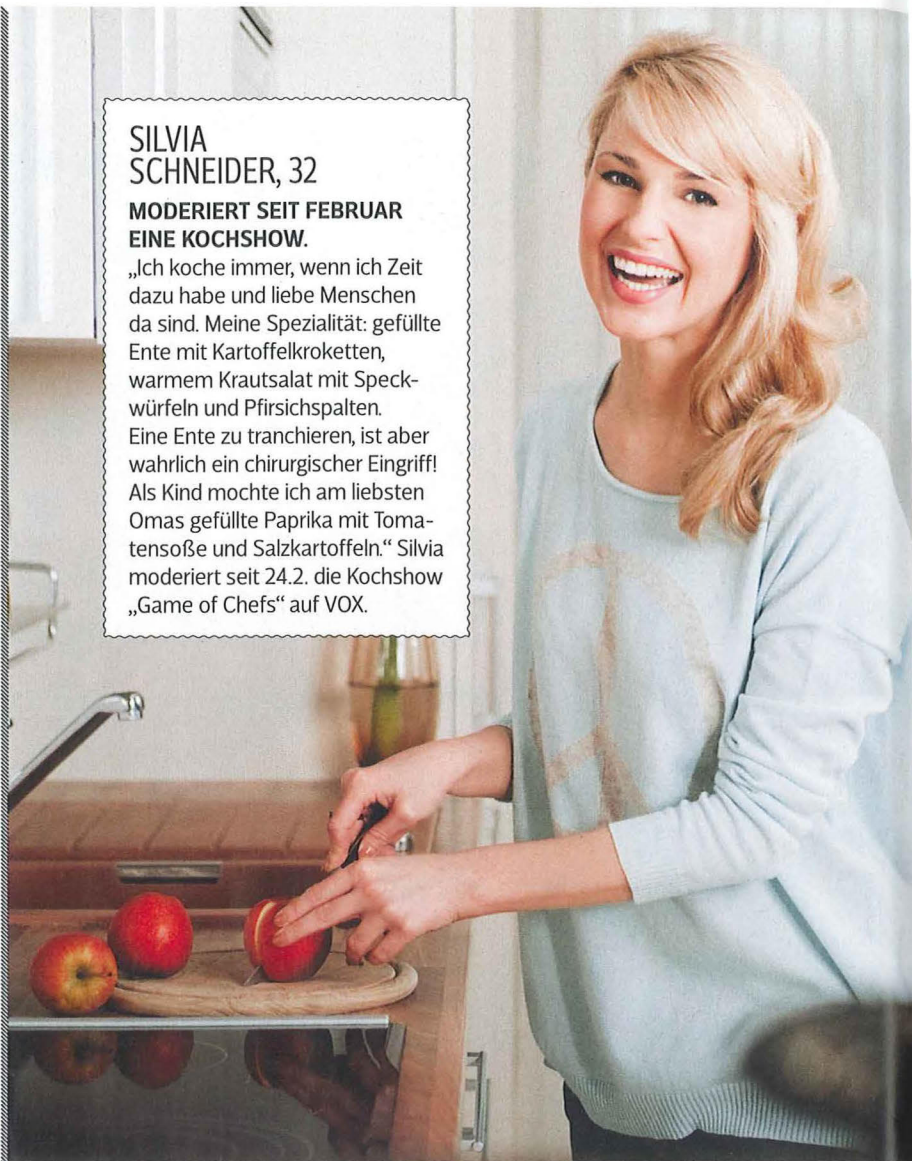 SILVIA
SCHNEIDER, 32
MODERIERT SEIT FEBRUAR
EINE KOCHSHOW.
„Ich koche immer, wenn ich Zeit
dazu habe und liebe Menschen
da sind. Meine Spezialität: gefüllte
Ente mit Kartoffelkroketten,
warmem Krautsalat mit Speck-
würfeln und Pfirsichspalten.
Eine Ente zu tranchieren, ist aber
wahrlich ein chirurgischer Eingriff!
Als Kind mochte ich am liebsten
Omas gefüllte Paprika mit Toma-
tensoße und Salzkartoffeln.“ Silvia
moderiert seit 24.2. die Kochshow
„Game of Chefs“ auf VOX.